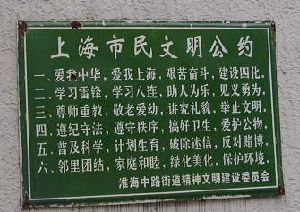 上海市民文明公约
一、爱我中华，爱我上海，艰苦奋斗，建设四化。
二、学习雷锋，学习八连，助人为乐，见义勇为。
三、尊师重教，敬老爱幼，讲究礼貌，举止文明。
四、遵纪守法，遵守秩序，搞好卫生，爱护公物。
五、普及科学，计划生育，破除迷信，反对赌博。
六、邻里团结，家庭和睦，绿化美化，保护环境。
淮海中路街道精神文明建设委员会